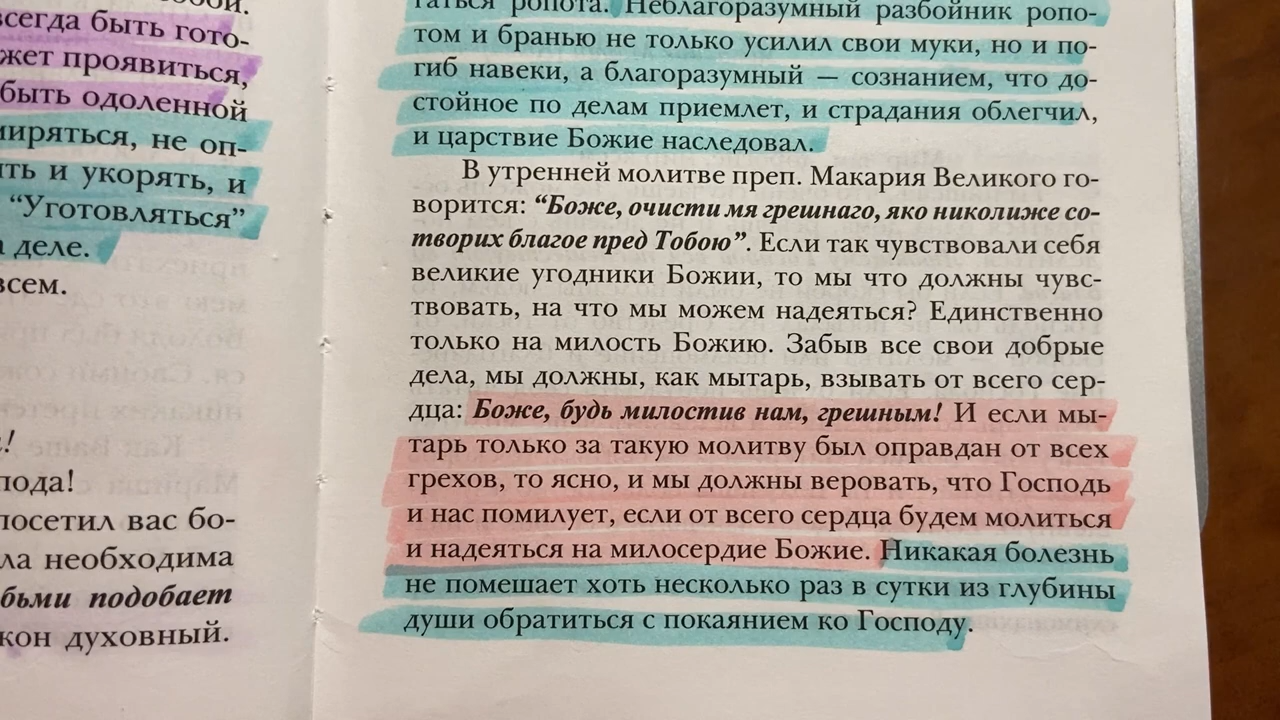 всегда быть гото-
жет проявиться,
быть одоленной
миряться, не оп-
ть и укорять, и
“Уготовляться”
а деле.
всем.
!
пода!
посетил вас бо-
ла необходима
бьми подобает
кон духовный.
таться ропота. Неблагоразумный разбойник ропо-
том и бранью не только усилил свои муки, но и по-
гиб навеки, а благоразумный — сознанием, что до-
стойное по делам приемлет, и страдания облегчил,
и царствие Божие наследовал.
В утренней молитве преп. Макария Великого го-
ворится: “Боже, очисти мя грешнаго, яко николиже со-
творих благое пред Тобою”. Если так чувствовали себя
великие угодники Божии, то мы что должны чувс-
твовать, на что мы можем надеяться? Единственно
только на милость Божию. Забыв все свои добрые
дела, мы должны, как мытарь, взывать от всего сер-
дца: Боже, будь милостив нам, грешным! И если мы-
тарь только за такую молитву был оправдан от всех
грехов, то ясно, и мы должны веровать, что Господь
и нас помилует, если от всего сердца будем молиться
и надеяться на милосердие Божие. Никакая болезнь
не помешает хоть несколько раз в сутки из глубины
души обратиться с покаянием ко Господу.